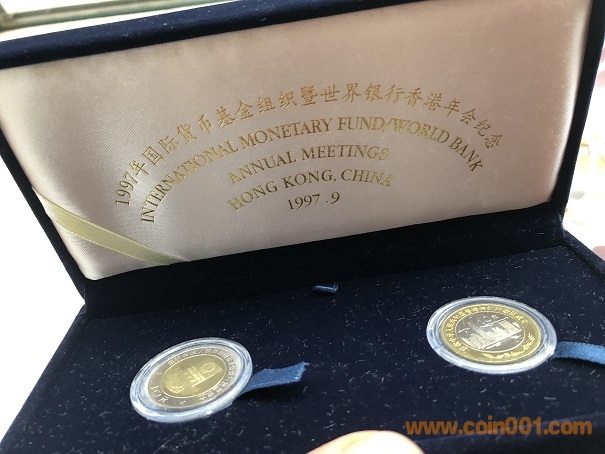 1997年国际货币基金组织暨世界银行香港年会纪念
INTERNATIONAL MONETARY FUND/WORLD BANK
ANNUAL MEETINGS
HONG KONG, CHINA
1997.9
www.coin001.com